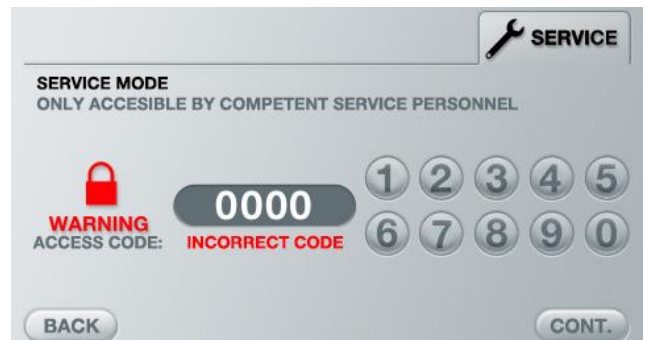 SERVICE
SERVICE MODE
ONLY ACCESIBLE BY COMPETENT SERVICE PERSONNEL
1 2 3 4 5
0000
WARNING
ACCESS CODE: INCORRECT CODE
6 7 8 9 0
BACK CONT.